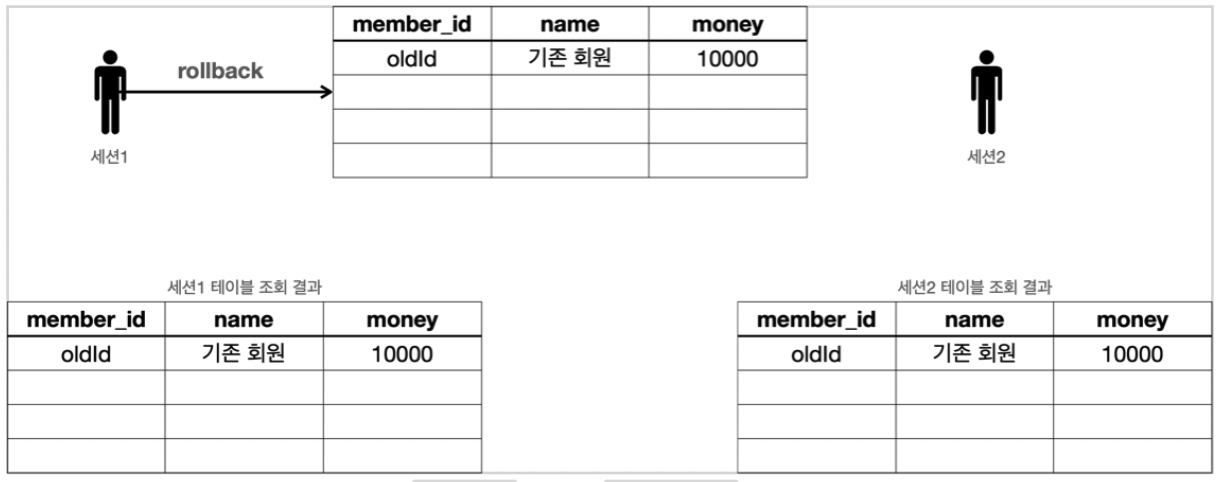 member_id name money
oldId 기존 회원 10000
rollback
세션1
세션2
세션1 테이블 조회 결과
member_id name money
oldId 기존 회원 10000
세션2 테이블 조회 결과
member_id name money
oldId 기존 회원 10000